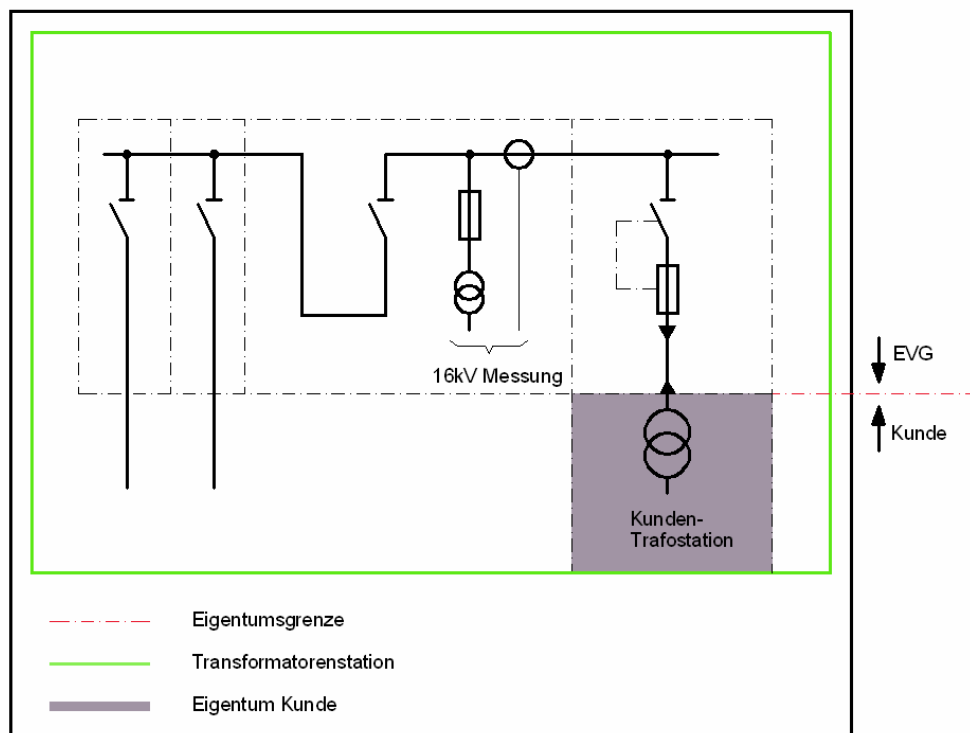 16kV Messung
EVG
Kunde
Kunden-
Trafostation
Eigentumsgrenze
Transformatorenstation
Eigentum Kunde